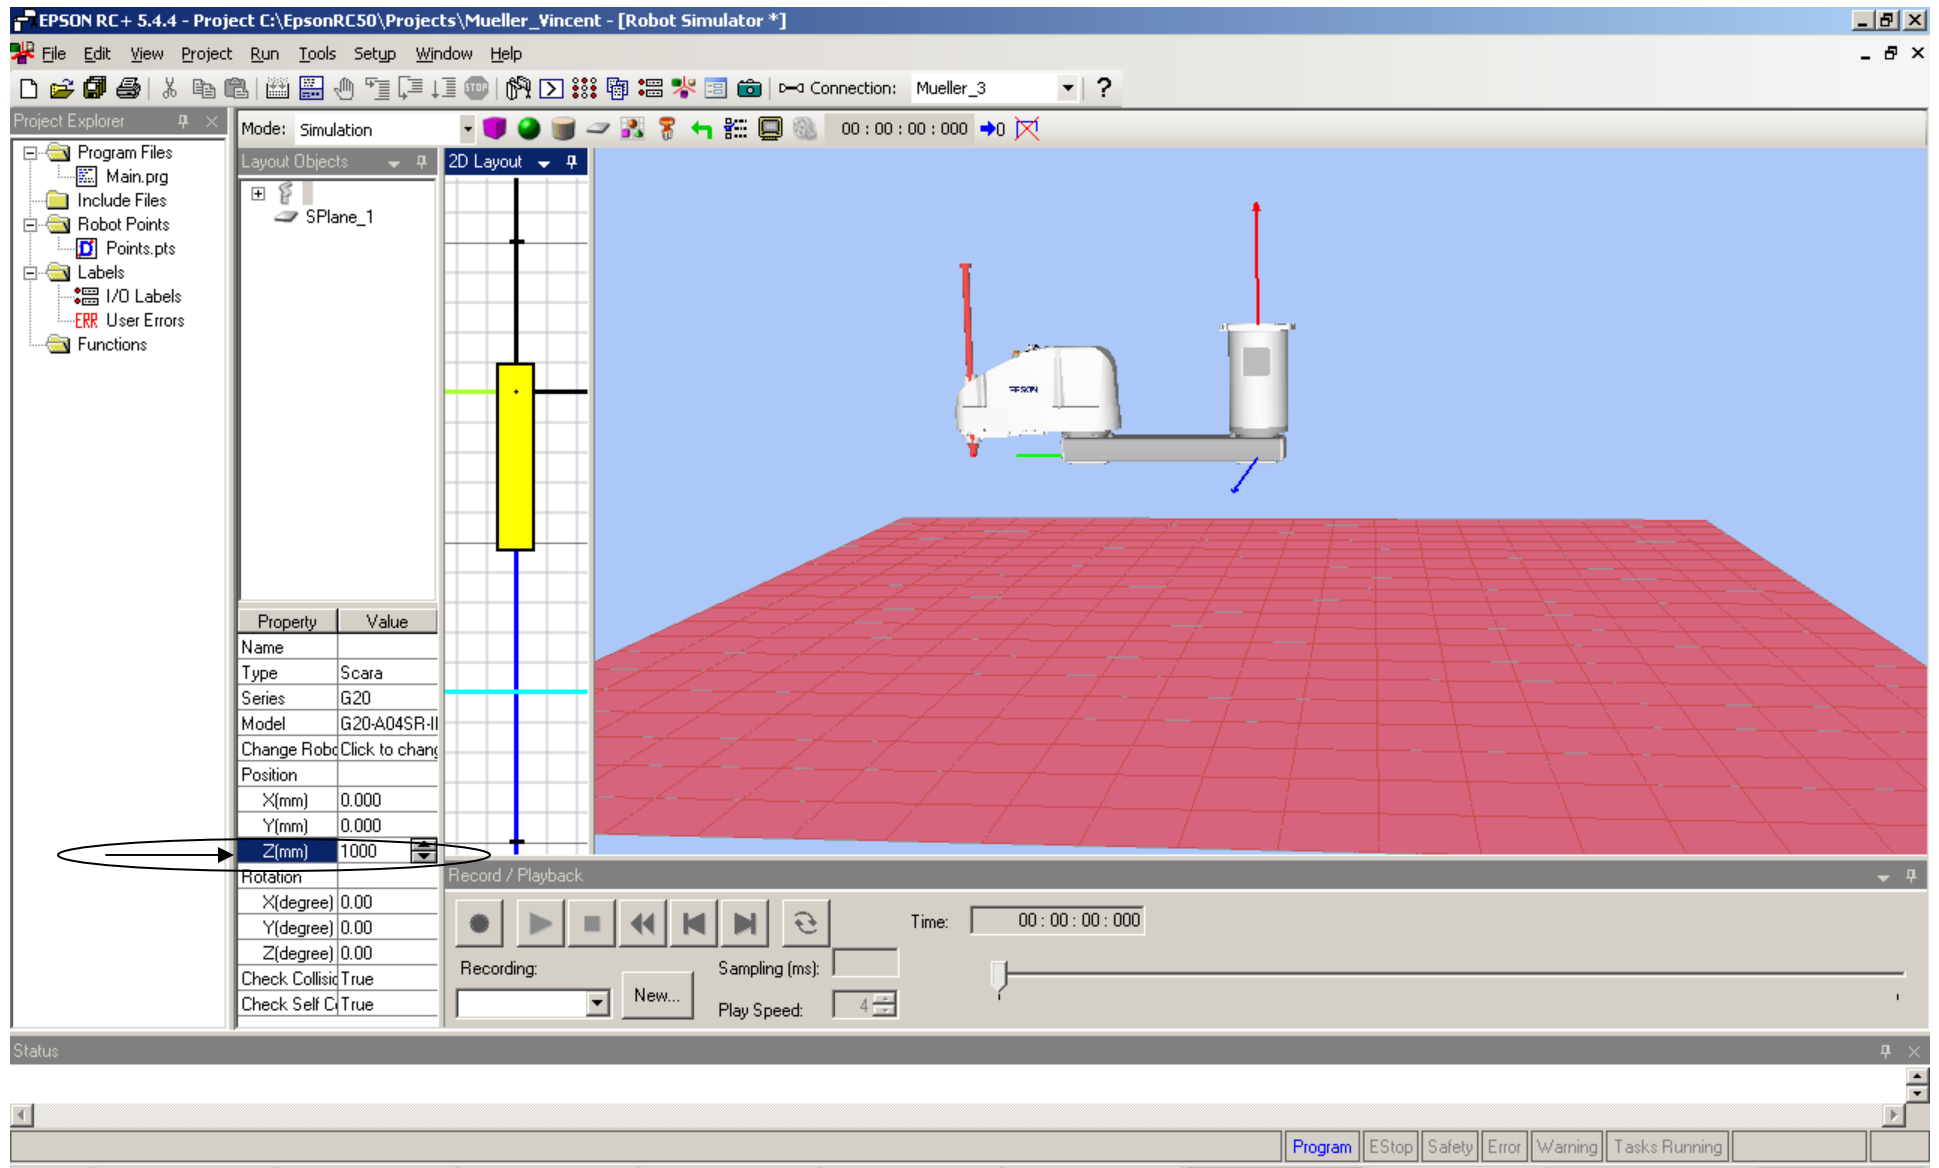 EPSON RC+ 5.4.4 - Project C:\EpsonRC50\Projects\Mueller_Vincent - [Robot Simulator *]
File Edit View Project Run Tools Setup Window Help
STOP Connection: Mueller_3 ?
Project Explorer
Program Files
Main.prg
Include Files
Robot Points
Points.pts
Labels
I/O Labels
ERR User Errors
Functions
Mode: Simulation 00 : 00 : 00 : 000 0
Layout Objects
SPlane_1
2D Layout
EPSON
Property Value
Name
Type Scara
Series G20
Model G20-A04SR-II
Change Robo Click to chang
Position
X(mm) 0.000
Y(mm) 0.000
Z(mm) 1000
Rotation
X(degree) 0.00
Y(degree) 0.00
Z(degree) 0.00
Check Collisio True
Check Self C True
Record / Playback
Time: 00 : 00 : 00 : 000
Recording:
New...
Sampling (ms):
Play Speed: 4
Status
Program EStop Safety Error Warning Tasks Running